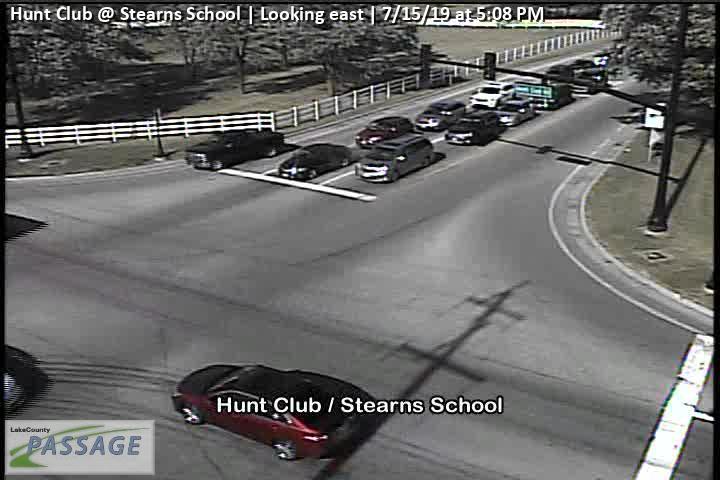 Hunt Club @ Stearns School | Looking east | 7/15/19 at 5:08 PM
Hunt Club / Stearns School
LakeCounty
PASSAGE